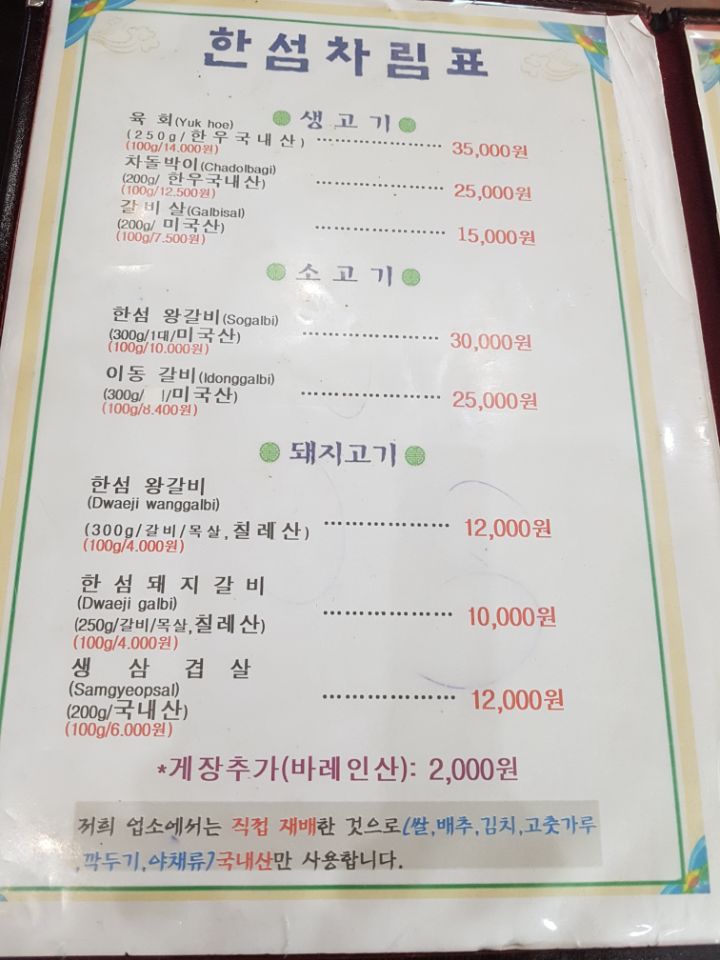 한섬차림표
생고기
육 회(Yuk hoe)
(250g/한우국내산) ........................ 35,000원
(100g/14.000원)
차돌박이(Chadolbagi)
(200g/ 한우국내산) ........................ 25,000원
(100g/12.500원)
갈비 살(Galbisal)
(200g/ 미국산) ........................ 15,000원
(100g/7.500원)
소고기
한섬 왕갈비(Sogalbi)
(300g/1대/미국산) ........................ 30,000원
(100g/10.000원)
이동 갈비(Idonggalbi)
(300g/ /미국산) ........................ 25,000원
(100g/8.400원)
돼지고기
한섬 왕갈비
(Dwaeji wanggalbi)
(300g/갈비/목살,칠레산) ...................... 12,000원
(100g/4.000원)
한 섬 돼 지 갈 비
(Dwaeji galbi)
(250g/갈비/목살,칠레산) ...................... 10,000원
(100g/4.000원)
생 삼 겹 살
(Samgyeopsal)
(200g/국내산) ...................... 12,000원
(100g/6.000원)
*게장추가(바레인산): 2,000원
저희 업소에서는 직접 재배한 것으로(쌀,배추,김치,고춧가루
,깍두기,야채류)국내산만 사용합니다.